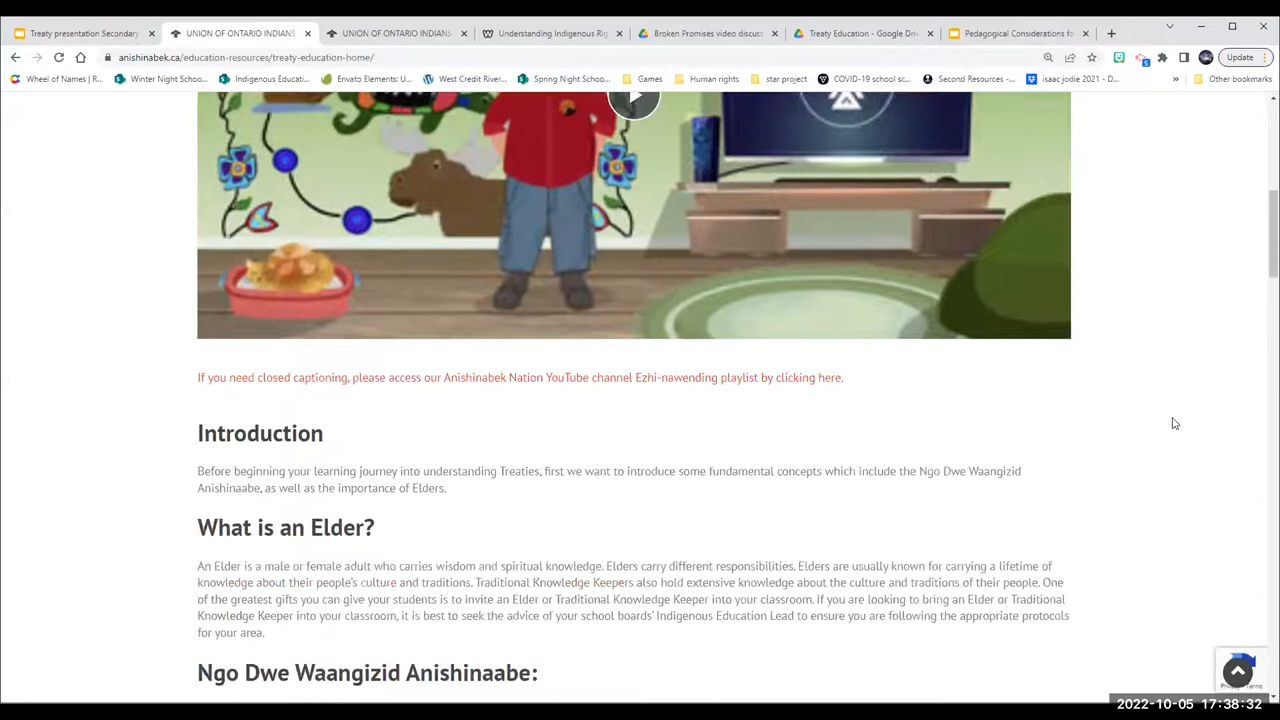 Treaty presentation Secondary
UNION OF ONTARIO INDIANS
UNION OF ONTARIO INDIANS
Understanding Indigenous Rig
Broken Promises video discuss
Treaty Education - Google Driv
Pedagogical Considerations fo
anishinabek.ca/education-resources/treaty-education-home/
Update
Wheel of Names | R...
Winter Night Schoo...
Indigenous Educati...
Envato Elements: U...
West Credit River...
Spring Night Schoo...
Games
Human rights
star project
COVID-19 school sc...
Second Resources -...
isaac jodie 2021 - D...
»
Other bookmarks
If you need closed captioning, please access our Anishinabek Nation YouTube channel Ezhi-nawending playlist by clicking here.
Introduction
Before beginning your learning journey into understanding Treaties, first we want to introduce some fundamental concepts which include the Ngo Dwe Waangizid
Anishinaabe, as well as the importance of Elders.
What is an Elder?
An Elder is a male or female adult who carries wisdom and spiritual knowledge. Elders carry different responsibilities. Elders are usually known for carrying a lifetime of
knowledge about their people's culture and traditions. Traditional Knowledge Keepers also hold extensive knowledge about the culture and traditions of their people. One
of the greatest gifts you can give your students is to invite an Elder or Traditional Knowledge Keeper into your classroom. If you are looking to bring an Elder or Traditional
Knowledge Keeper into your classroom, it is best to seek the advice of your school boards' Indigenous Education Lead to ensure you are following the appropriate protocols
for your area.
Ngo Dwe Waangizid Anishinaabe:
2022-10-05 17:38:32